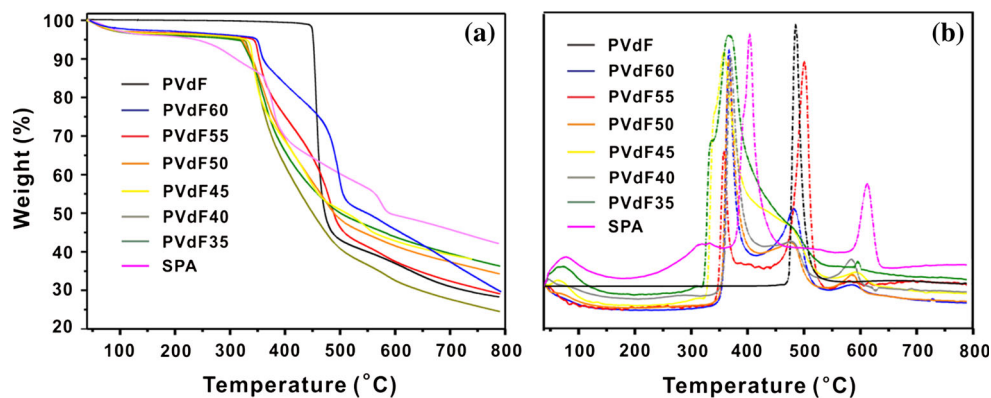 (a)
Weight (%)
100
90
80
70
60
50
40
30
20
PVdF
PVdF60
PVdF55
PVdF50
PVdF45
PVdF40
PVdF35
SPA
100 200 300 400 500 600 700 800
Temperature (°C)
(b)
PVdF
PVdF60
PVdF55
PVdF50
PVdF45
PVdF40
PVdF35
SPA
100 200 300 400 500 600 700 800
Temperature (°C)